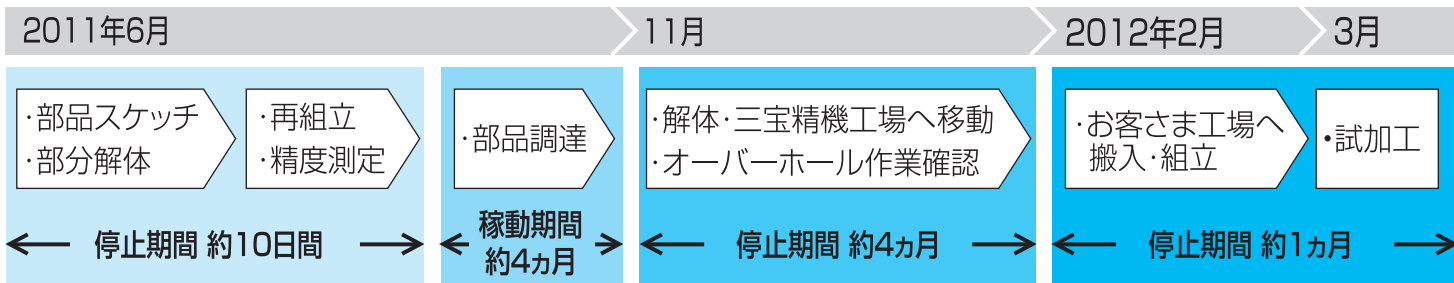 2011年6月
11月
2012年2月
3月
・部品スケッチ
・部分解体
・再組立
・精度測定
・部品調達
・解体・三宝精機工場へ移動
・オーバーホール作業確認
・お客さま工場へ
搬入・組立
・試加工
停止期間 約10日間
稼動期間
約4ヵ月
停止期間 約4ヵ月
停止期間 約1ヵ月